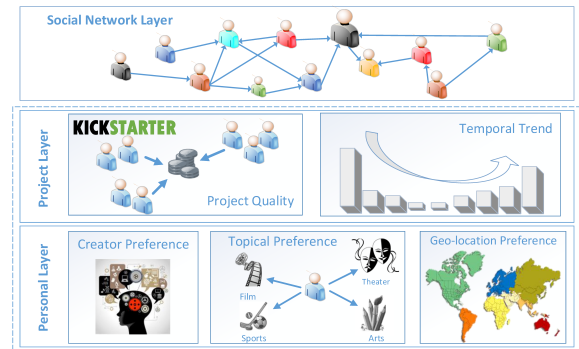 Social Network Layer
Project Layer
KICKSTARTER
Project Quality
Temporal Trend
Personal Layer
Creator Preference
Topical Preference
Film
Theater
Sports
Arts
Geo-location Preference